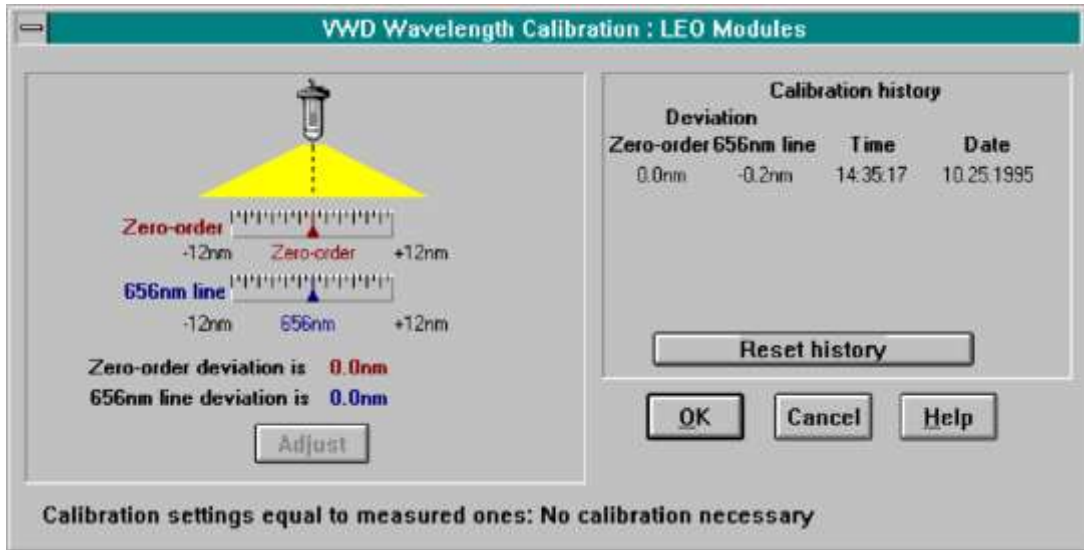 VWD Wavelength Calibration : LEO Modules
Zero-order
-12nm Zero-order +12nm
656nm line
-12nm 656nm +12nm
Zero-order deviation is 0.0nm
656nm line deviation is 0.0nm
Adjust
Calibration history
Deviation
Zero-order 656nm line Time Date
0.0nm -0.2nm 14:35:17 10.25.1995
Reset history
OK Cancel Help
Calibration settings equal to measured ones: No calibration necessary